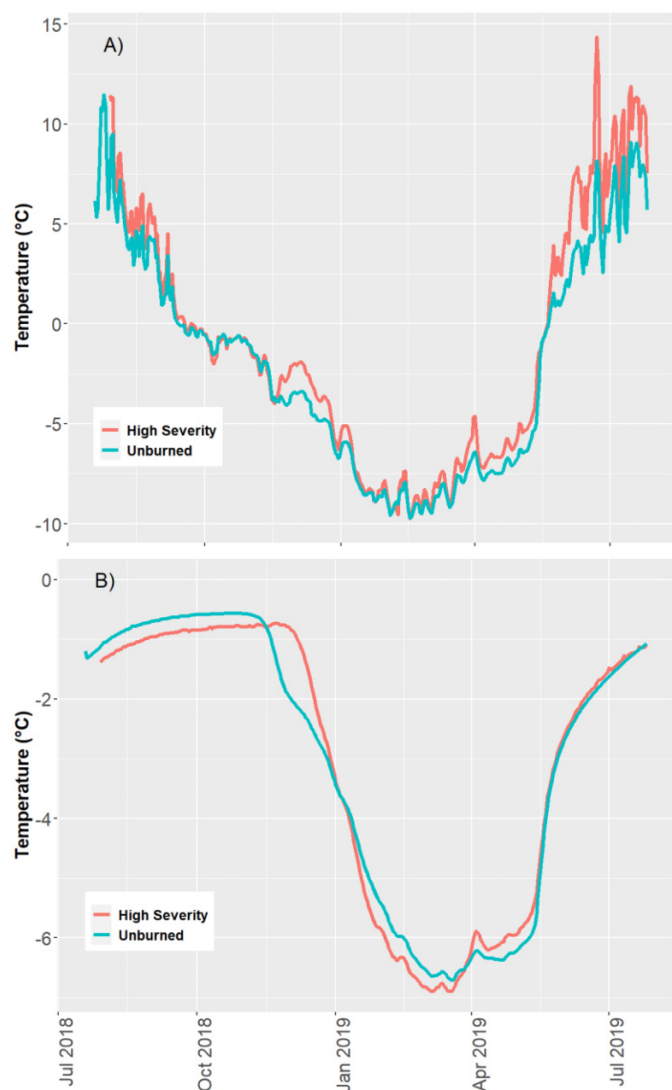 A)
Temperature (°C)
15
10
5
0
-5
-10
High Severity
Unburned
B)
Temperature (°C)
0
-2
-4
-6
High Severity
Unburned
Jul 2018
Oct 2018
Jan 2019
Apr 2019
Jul 2019